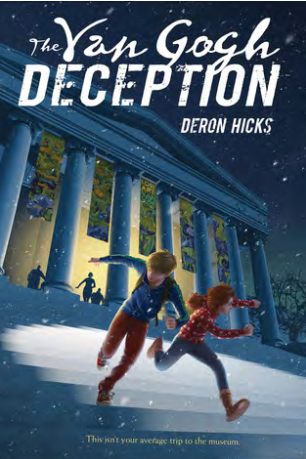 The Van Gogh
DECEPTION
DERON HICKS
This isn't your average trip to the museum.